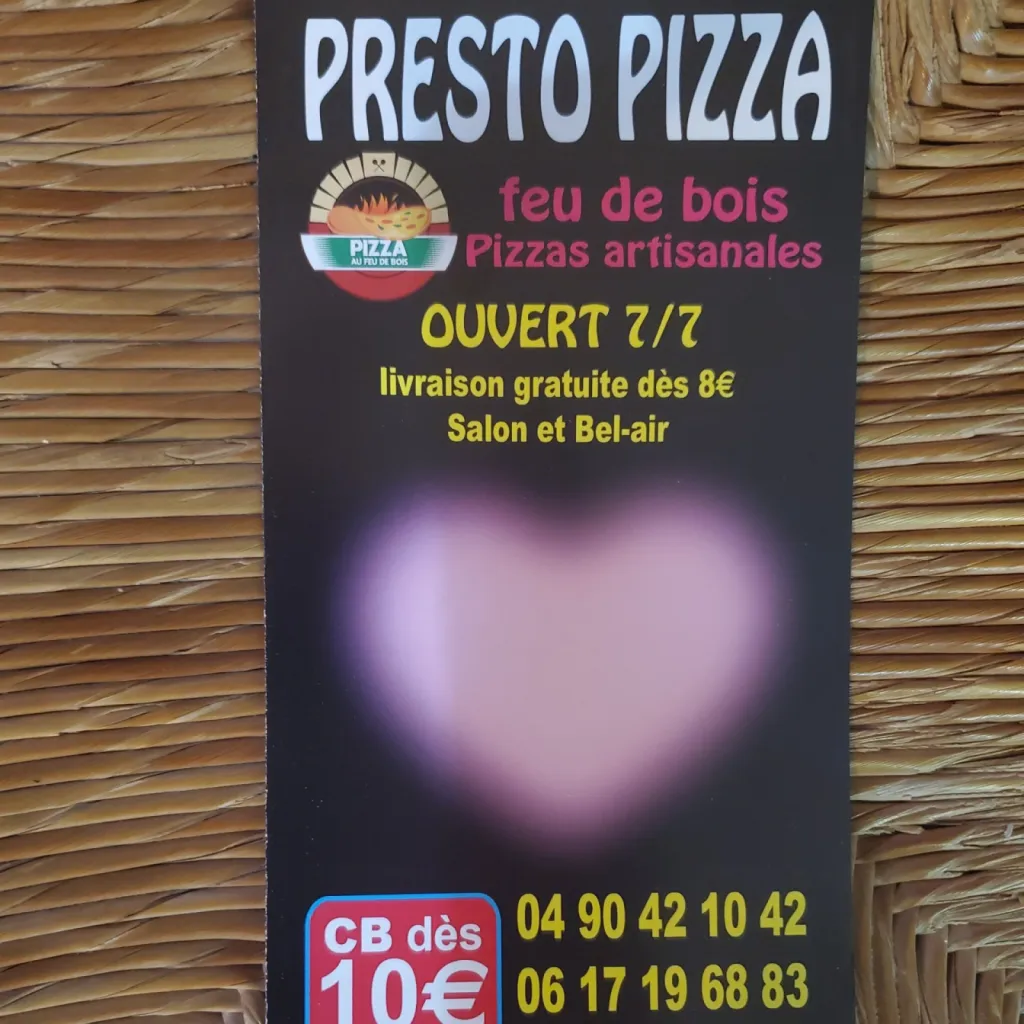 PRESTO PIZZA
PIZZA
AU FEU DE BOIS
feu de bois
Pizzas artisanales
OUVERT 7/7
livraison gratuite dès 8€
Salon et Bel-air
CB dès
10€
04 90 42 10 42
06 17 19 68 83